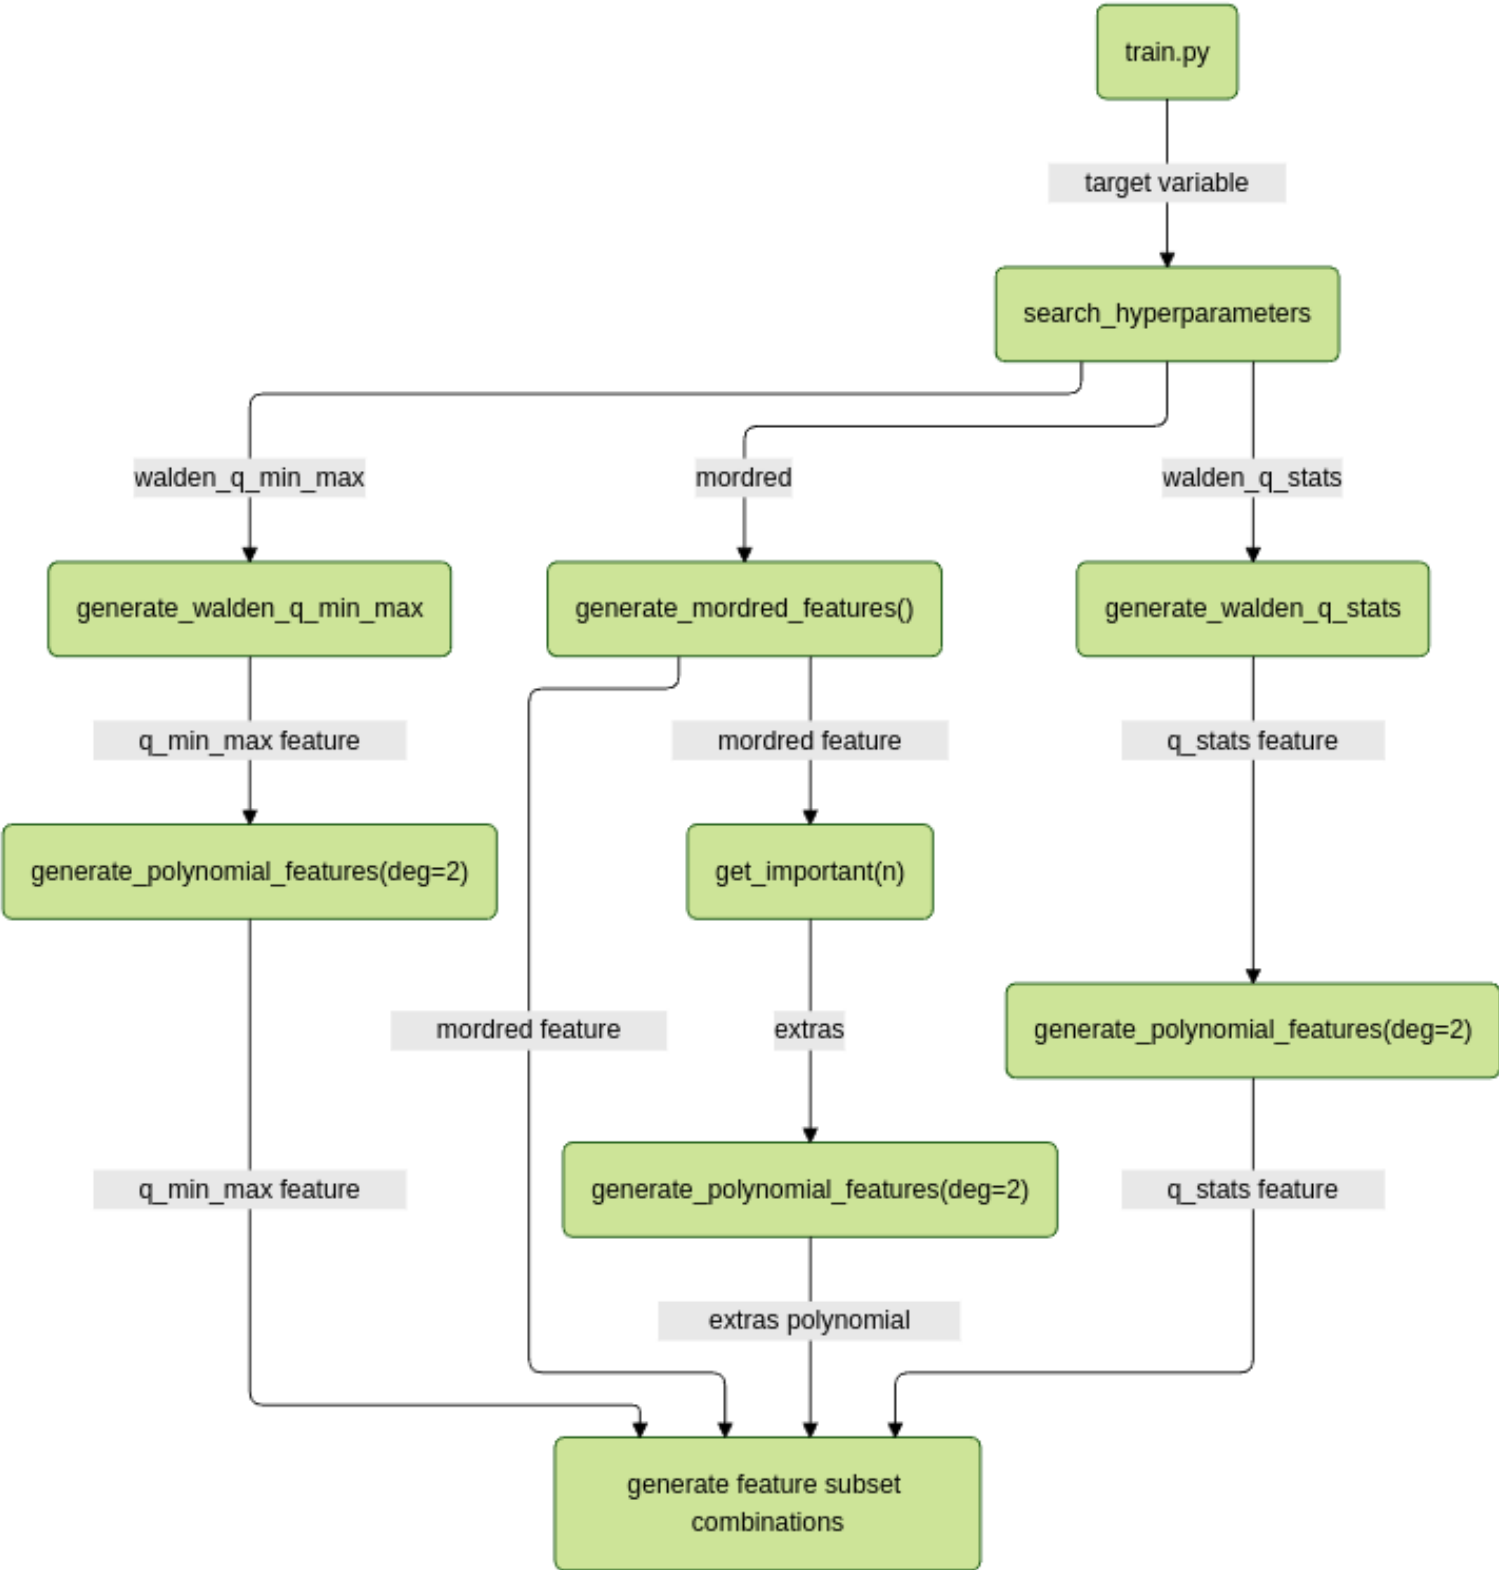 train.py
target variable
search_hyperparameters
walden_q_min_max
mordred
walden_q_stats
generate_walden_q_min_max
generate_mordred_features()
generate_walden_q_stats
q_min_max feature
mordred feature
q_stats feature
generate_polynomial_features(deg=2)
get_important(n)
mordred feature
extras
generate_polynomial_features(deg=2)
q_min_max feature
generate_polynomial_features(deg=2)
q_stats feature
extras polynomial
generate feature subset
combinations